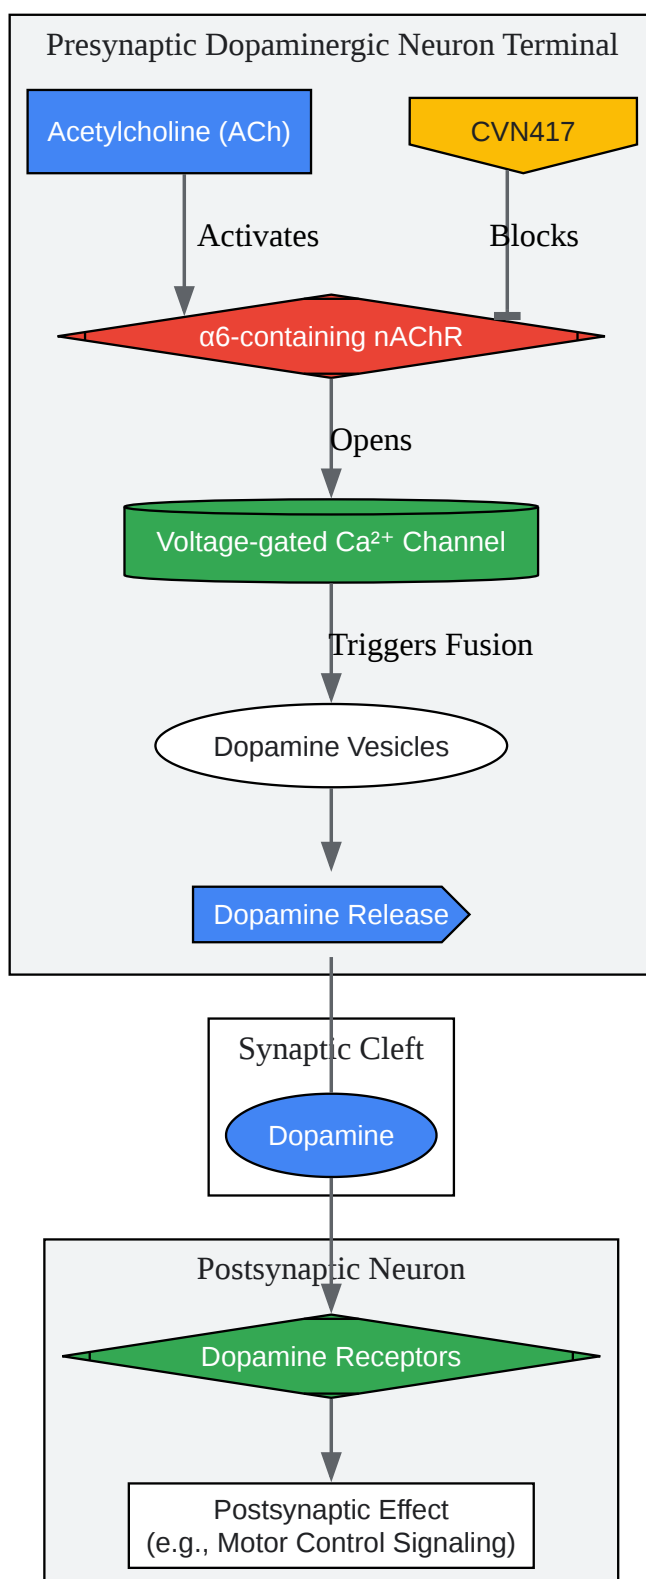 Presynaptic Dopaminergic Neuron Terminal
Acetylcholine (ACh)
CVN417
Activates
Blocks
α6-containing nAChR
Opens
Voltage-gated Ca²⁺ Channel
Triggers Fusion
Dopamine Vesicles
Dopamine Release
Synaptic Cleft
Dopamine
Postsynaptic Neuron
Dopamine Receptors
Postsynaptic Effect
(e.g., Motor Control Signaling)